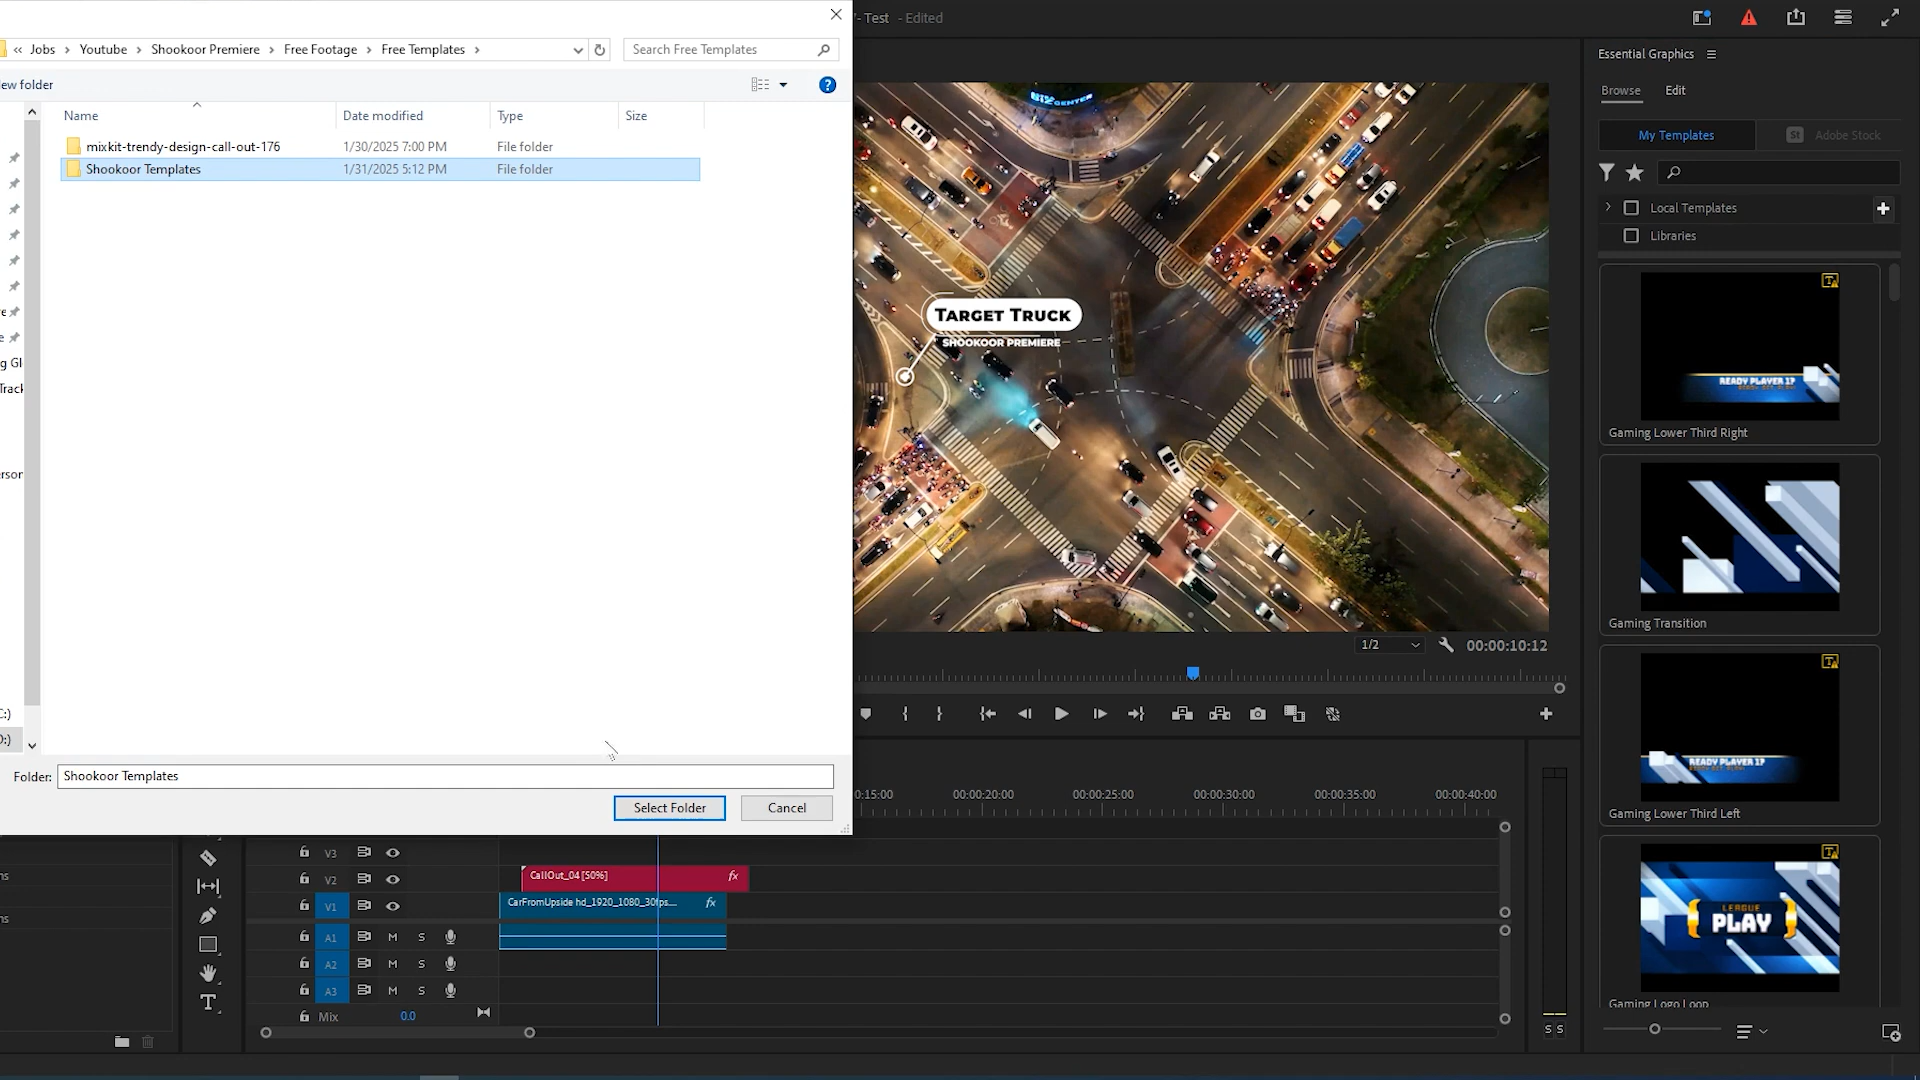 - Test - Edited
« Jobs > Youtube > Shookoor Premiere > Free Footage > Free Templates >
Search Free Templates
ew folder
Name Date modified Type Size
mixkit-trendy-design-call-out-176 1/30/2025 7:00 PM File folder
Shookoor Templates 1/31/2025 5:12 PM File folder
g Gl
Track
erson
C:)
D:)
Folder: Shookoor Templates
Select Folder Cancel
TARGET TRUCK
SHOOKOOR PREMIERE
1/2 00:00:10:12
Essential Graphics
Browse Edit
My Templates St Adobe Stock
Local Templates
Libraries
READY PLAYER 1?
Gaming Lower Third Right
Gaming Transition
READY PLAYER 1?
Gaming Lower Third Left
LEAGUE
PLAY
Gaming Logo Loop
0:15:00 00:00:20:00 00:00:25:00 00:00:30:00 00:00:35:00 00:00:40:00
V3
V2 CallOut_04 [50%] fx
V1 CarFromUpside hd_1920_1080_30fps.... fx
A1 M S
A2 M S
A3 M S
Mix 0.0
S S
ns
ns